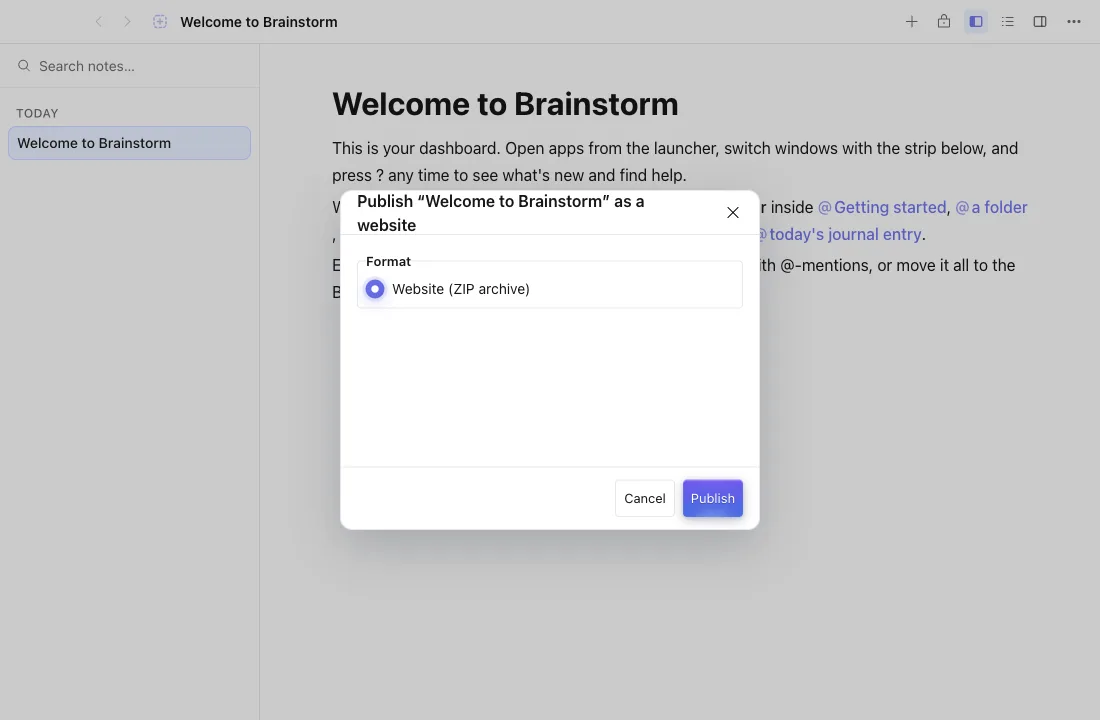 Welcome to Brainstorm
Search notes...
TODAY
Welcome to Brainstorm
Welcome to Brainstorm
This is your dashboard. Open apps from the launcher, switch windows with the strip below, and
press ? any time to see what's new and find help.
r inside @Getting started, @a folder
, @today's journal entry.
ith @-mentions, or move it all to the
Publish “Welcome to Brainstorm” as a
website
Format
Website (ZIP archive)
Cancel
Publish